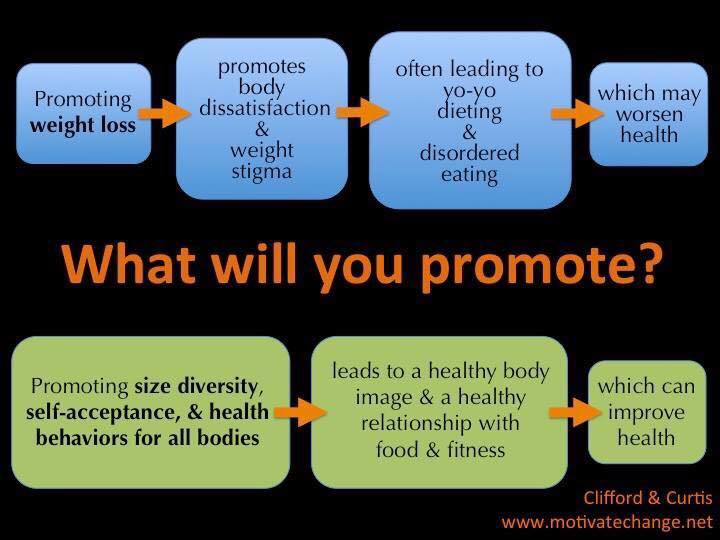 Promoting
weight loss
promotes
body
dissatisfaction
&
weight
stigma
often leading to
yo-yo
dieting
&
disordered
eating
which may
worsen
health
What will you promote?
Promoting size diversity,
self-acceptance, & health
behaviors for all bodies
leads to a healthy body
image & a healthy
relationship with
food & fitness
which can
improve
health
Clifford & Curtis
www.motivatechange.net